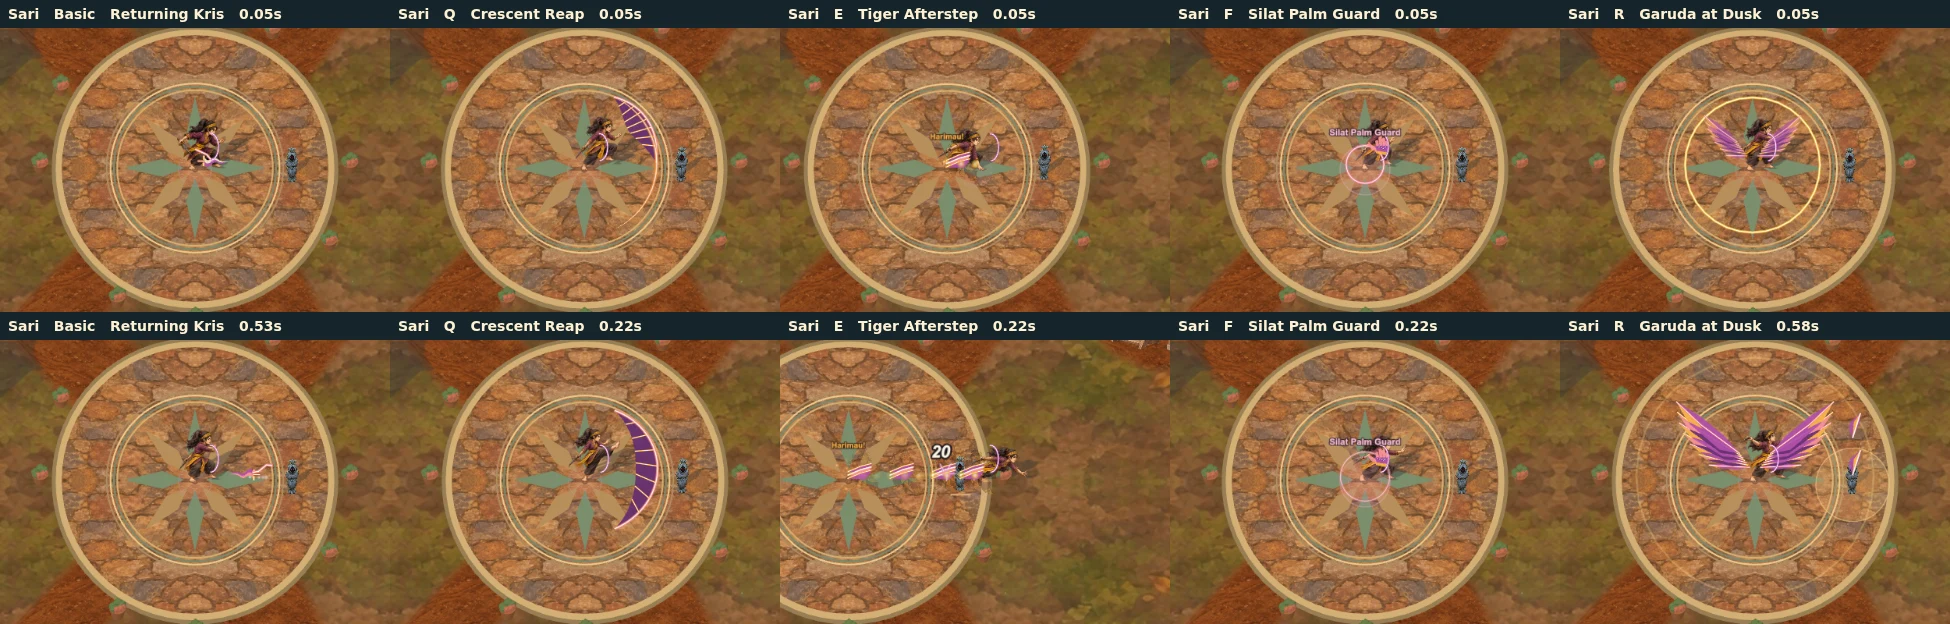 Sari Basic Returning Kris 0.05s
Sari Q Crescent Reap 0.05s
Sari E Tiger Afterstep 0.05s
Sari F Silat Palm Guard 0.05s
Sari R Garuda at Dusk 0.05s
Harimau!
Silat Palm Guard
Sari Basic Returning Kris 0.53s
Sari Q Crescent Reap 0.22s
Sari E Tiger Afterstep 0.22s
Sari F Silat Palm Guard 0.22s
Sari R Garuda at Dusk 0.58s
Harimau!
20
Silat Palm Guard